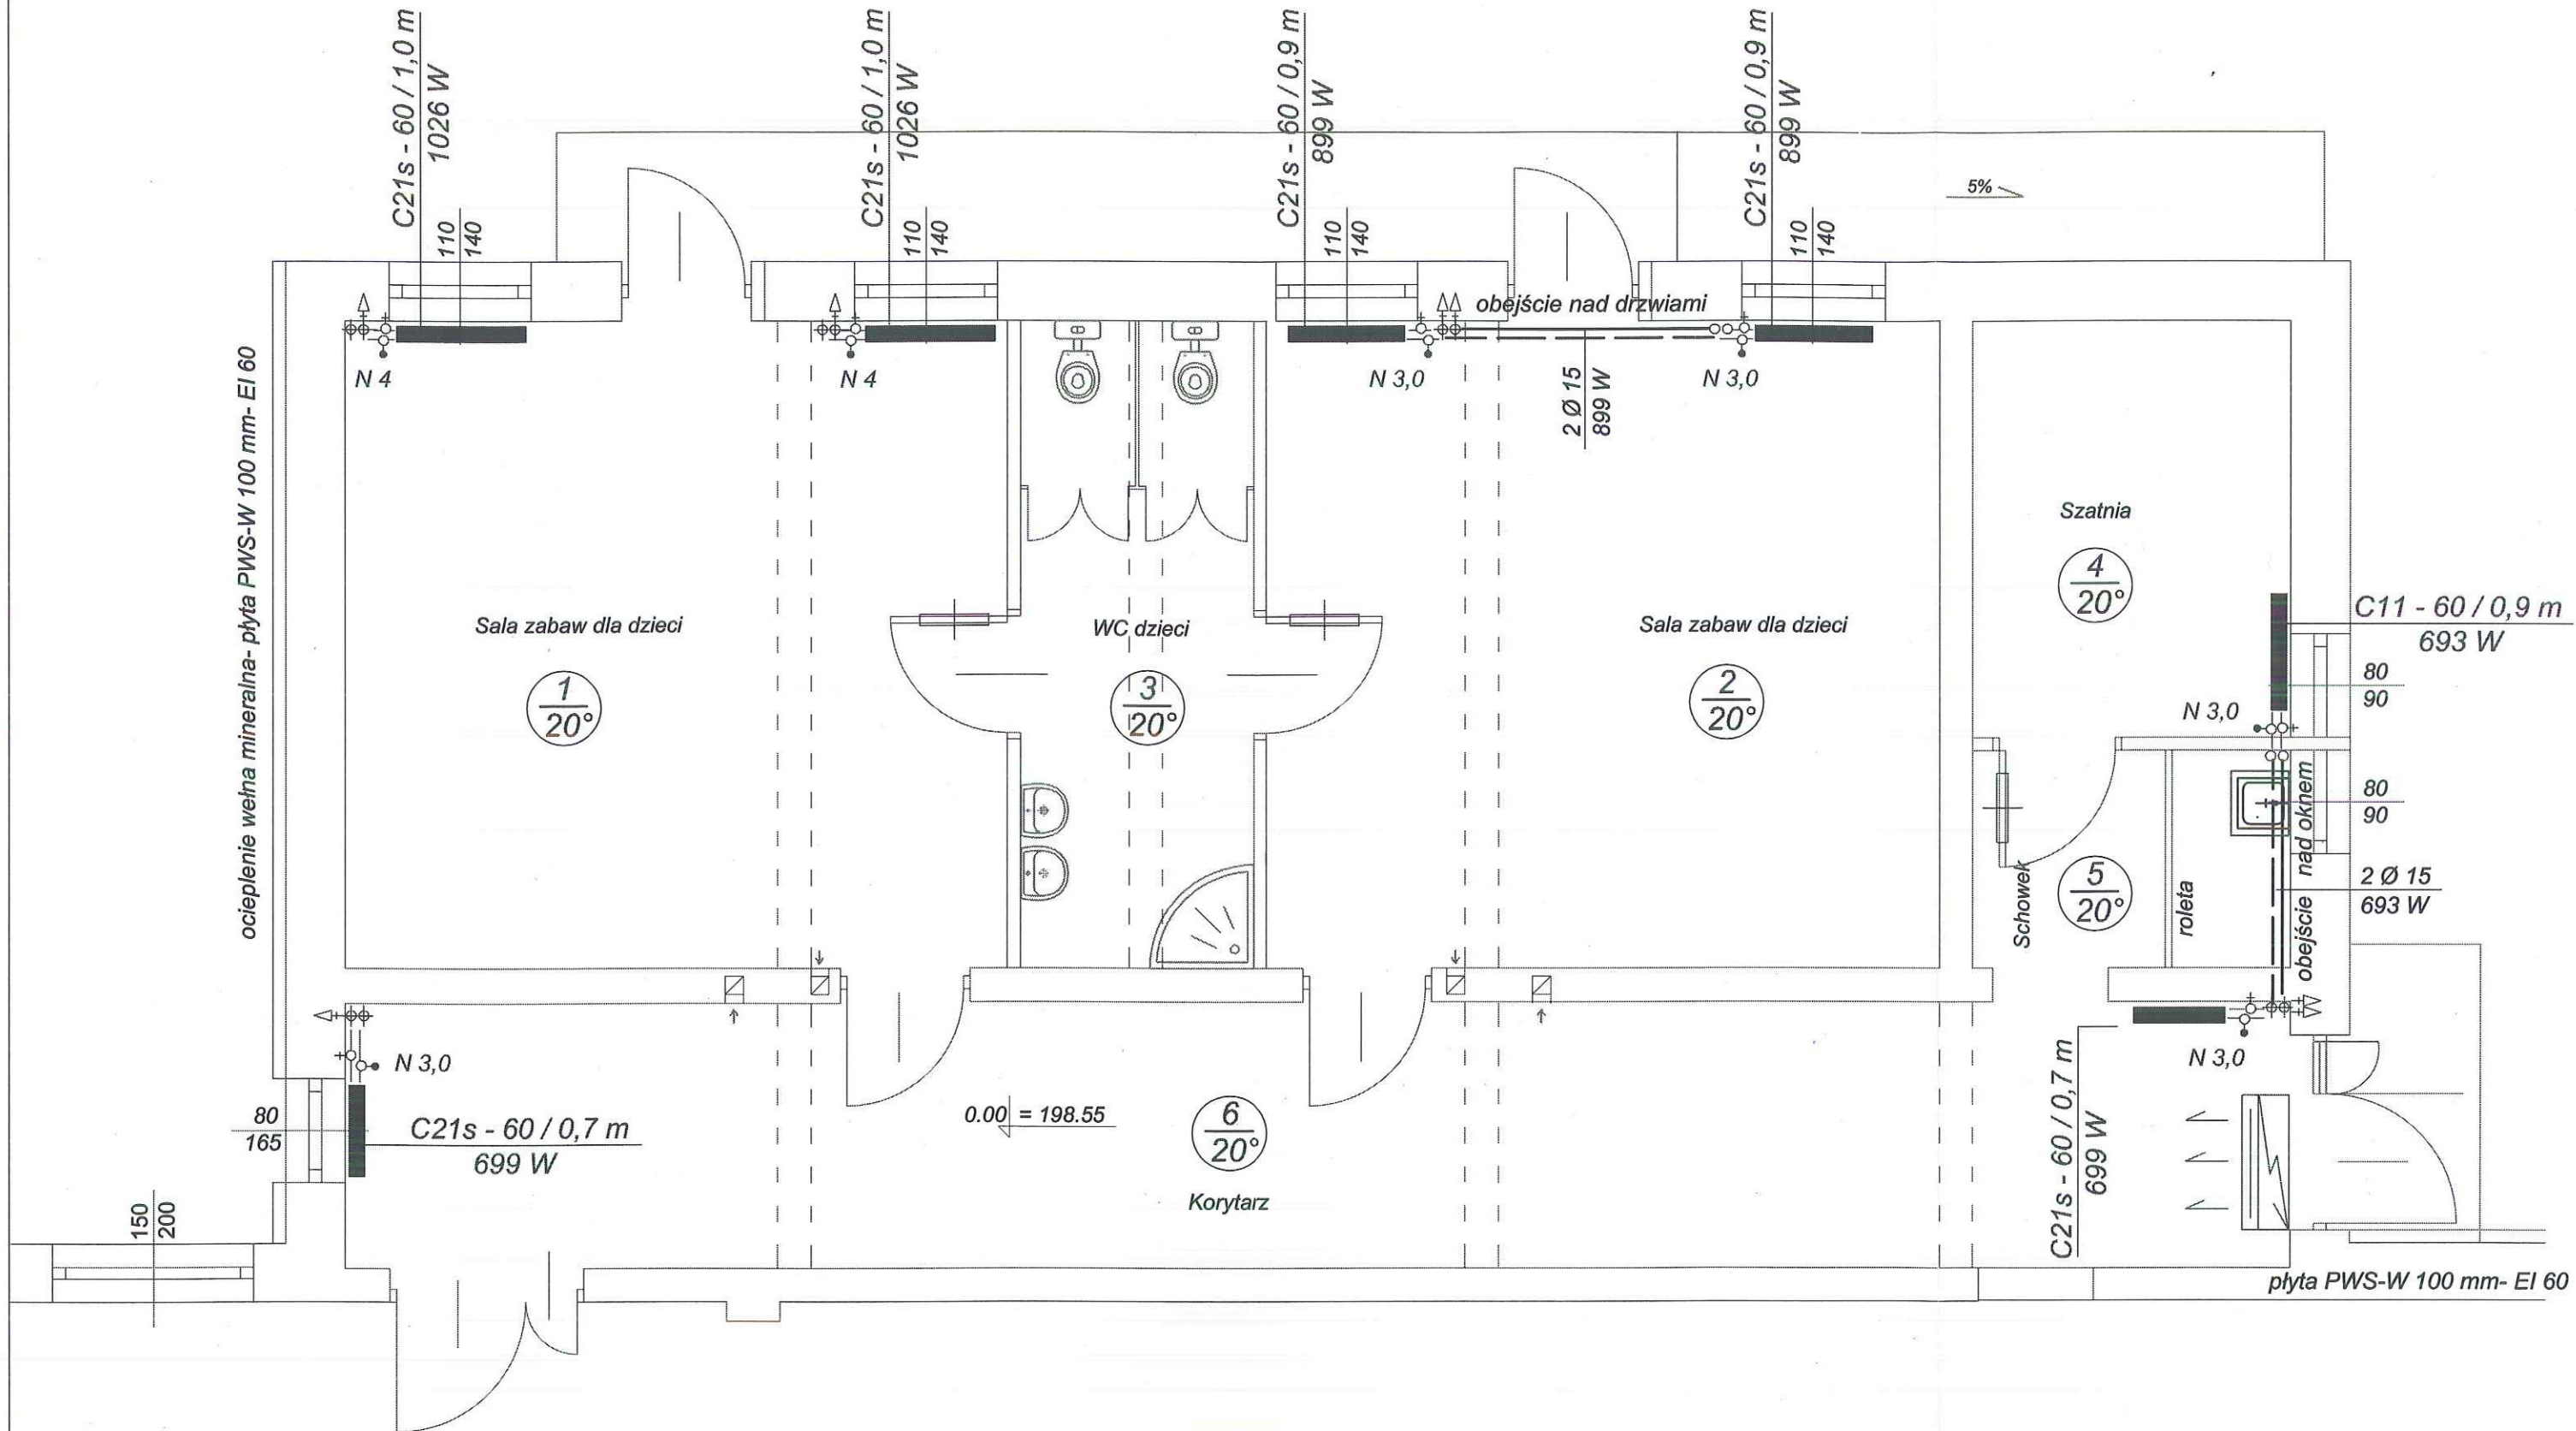 C21s - 60 / 1,0 m
1026 W
C21s - 60 / 1,0 m
1026 W
C21s - 60 / 0,9 m
899 W
C21s - 60 / 0,9 m
899 W
5%
110
140
110
140
110
140
110
140
obejście nad drzwiami
N 4
N 4
N 3,0
N 3,0
2 Ø 15
899 W
ocieplenie wełna mineralna- płyta PWS-W 100 mm- EI 60
Sala zabaw dla dzieci
1
20°
WC dzieci
3
20°
Sala zabaw dla dzieci
2
20°
Szatnia
4
20°
C11 - 60 / 0,9 m
693 W
80
90
N 3,0
80
90
Schowek
5
20°
roleta
obejście nad oknem
2 Ø 15
693 W
N 3,0
80
165
C21s - 60 / 0,7 m
699 W
0.00 = 198.55
6
20°
Korytarz
N 3,0
C21s - 60 / 0,7 m
699 W
150
200
płyta PWS-W 100 mm- EI 60